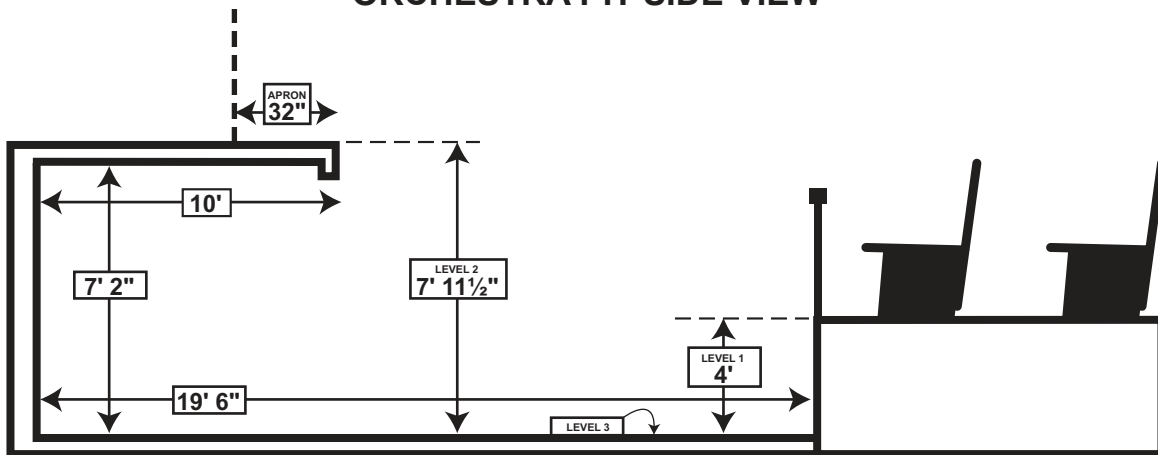 ORCHESTRA PIT SIDE VIEW
APRON
32"
10'
7' 2"
LEVEL 2
7' 11½"
LEVEL 1
4'
19' 6"
LEVEL 3